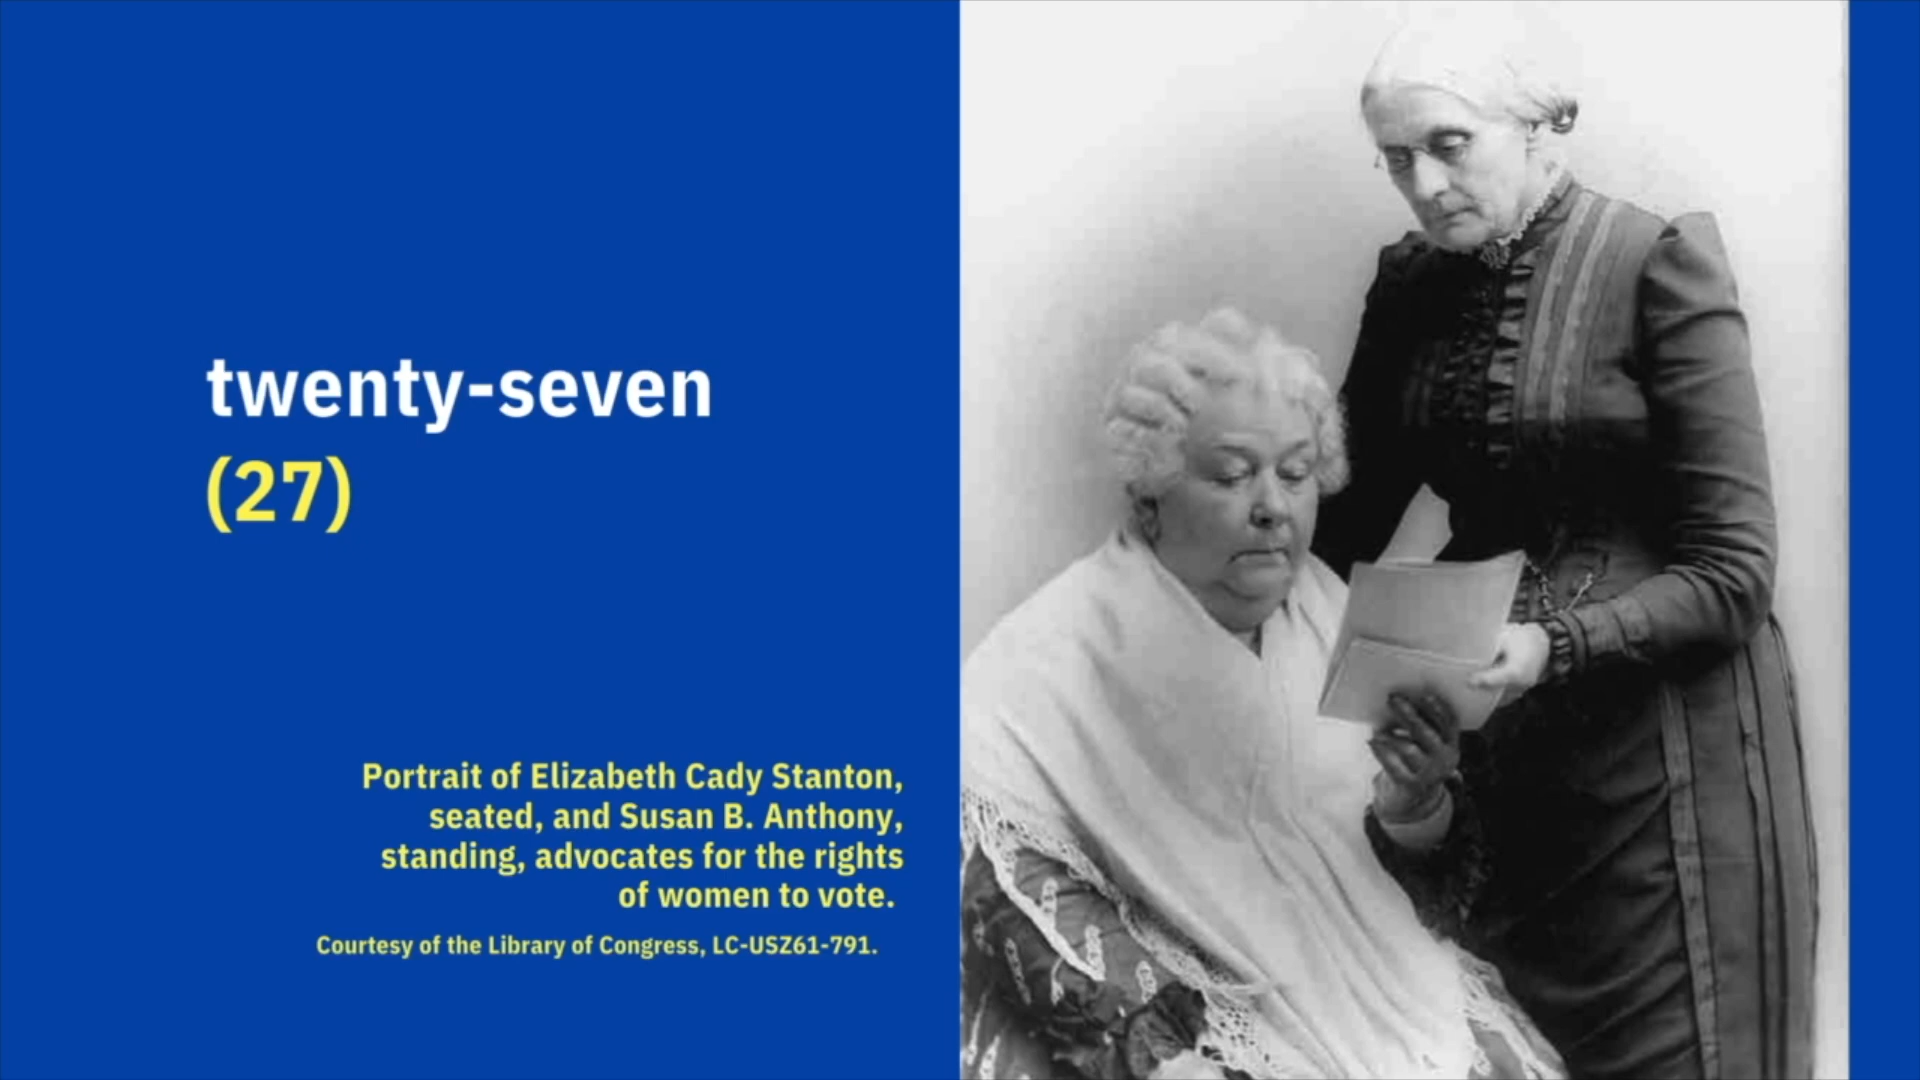 twenty-seven
(27)
Portrait of Elizabeth Cady Stanton,
seated, and Susan B. Anthony,
standing, advocates for the rights
of women to vote.
Courtesy of the Library of Congress, LC-USZ61-791.